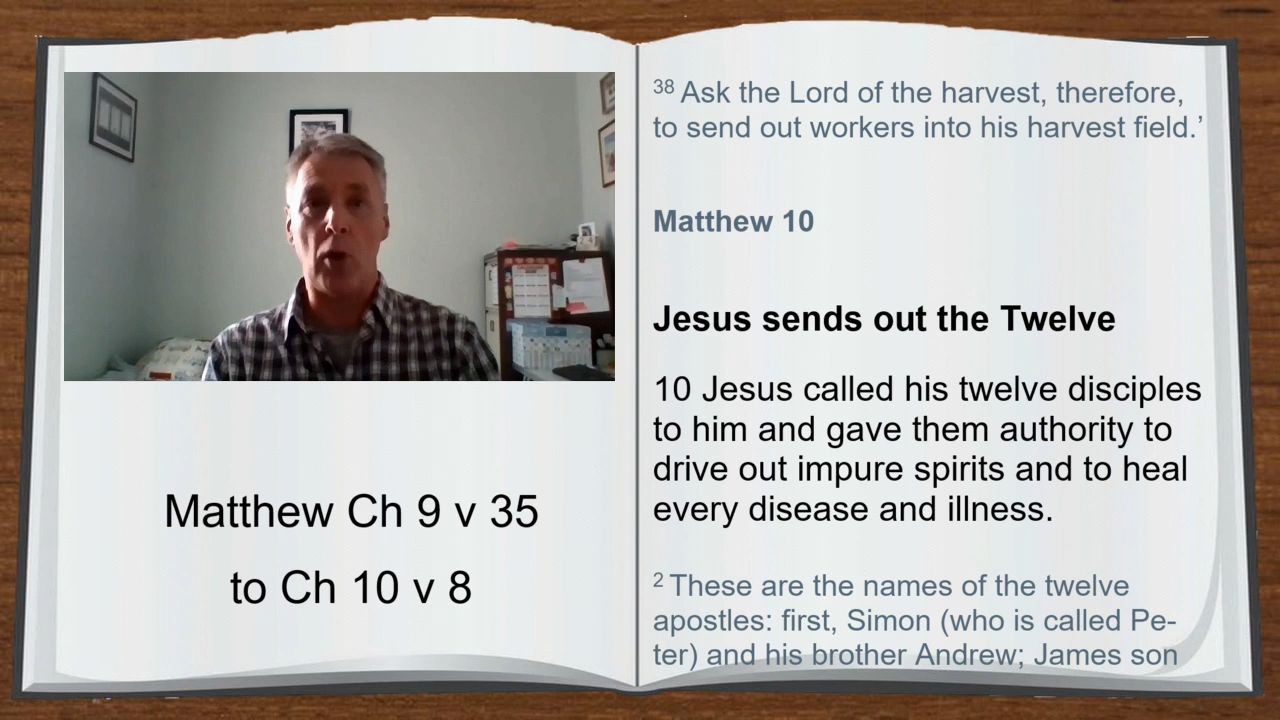 Matthew Ch 9 v 35
to Ch 10 v 8
38 Ask the Lord of the harvest, therefore,
to send out workers into his harvest field.’
Matthew 10
Jesus sends out the Twelve
10 Jesus called his twelve disciples
to him and gave them authority to
drive out impure spirits and to heal
every disease and illness.
2 These are the names of the twelve
apostles: first, Simon (who is called Pe-
ter) and his brother Andrew; James son